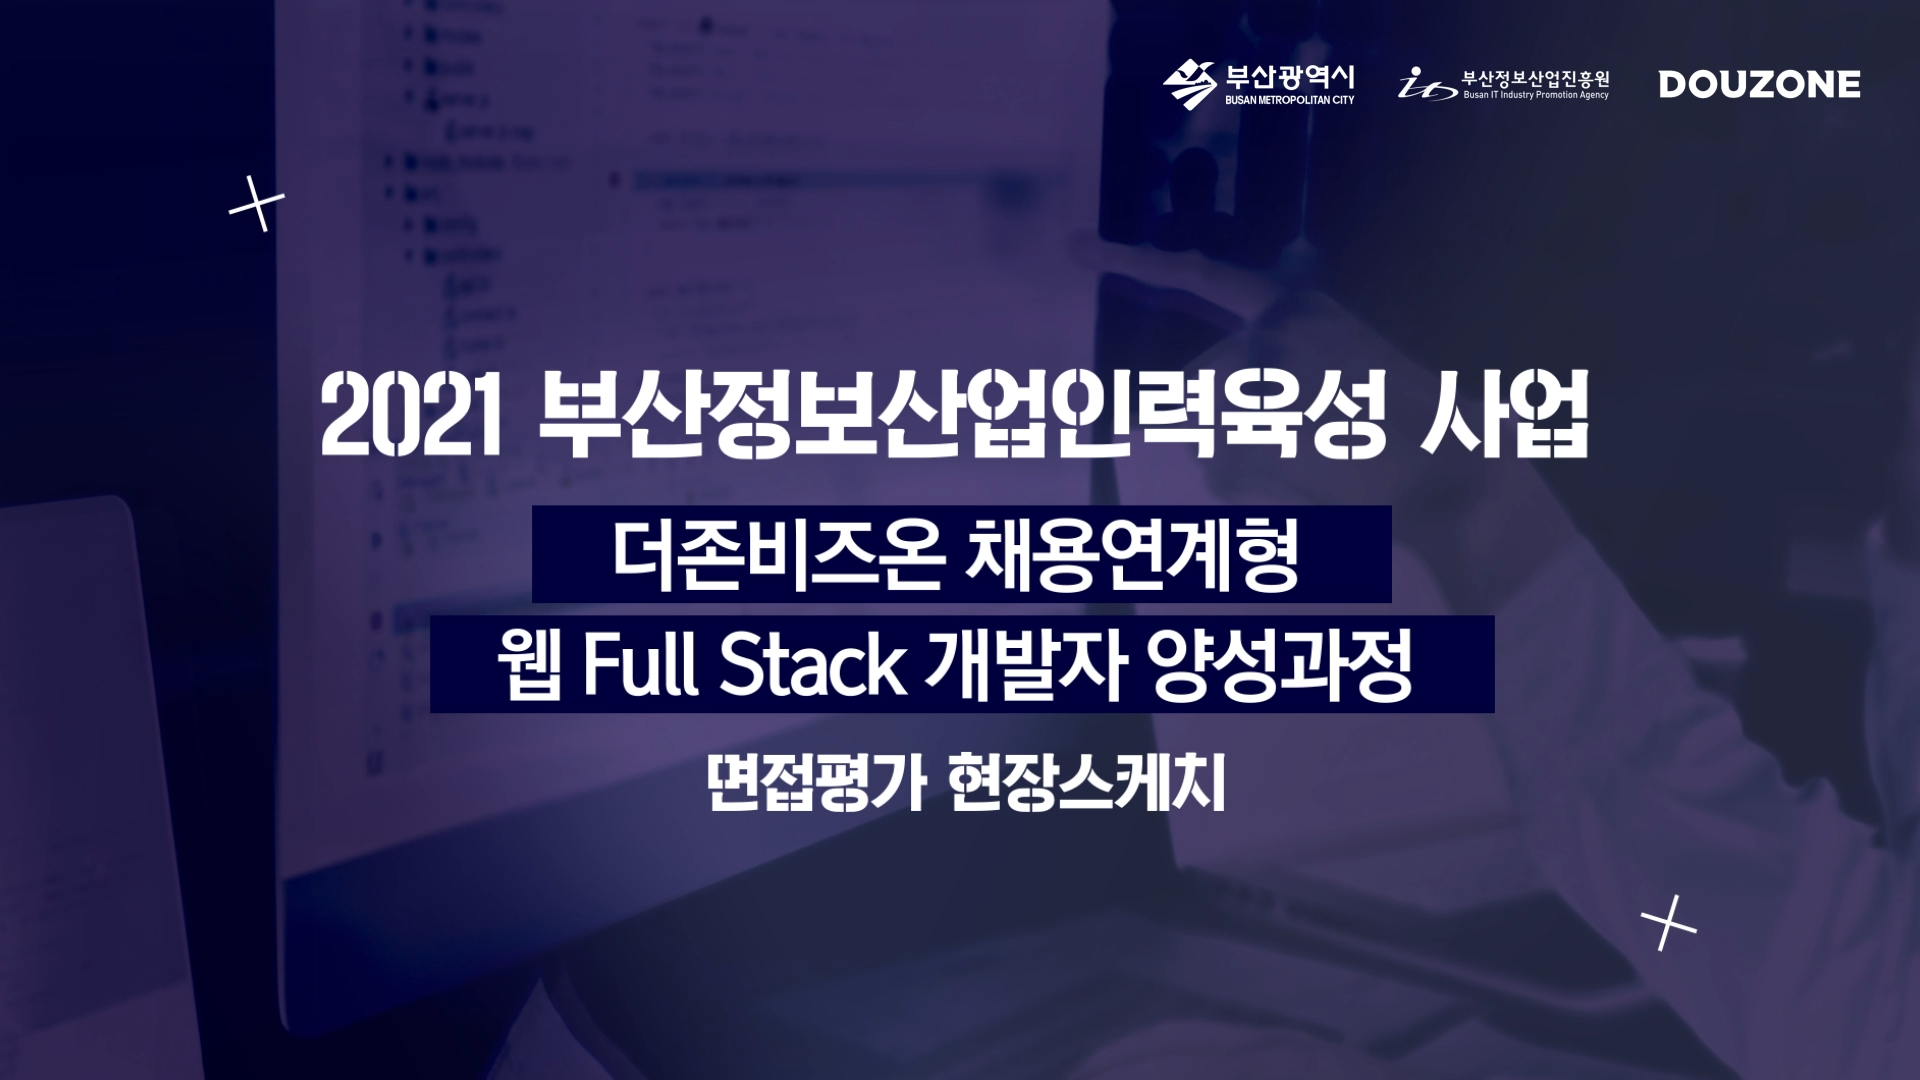 부산광역시
BUSAN METROPOLITAN CITY
부산정보산업진흥원
Busan IT Industry Promotion Agency
DOUZONE
2021 부산정보산업인력육성 사업
더존비즈온 채용연계형
웹 Full Stack 개발자 양성과정
면접평가 현장스케치